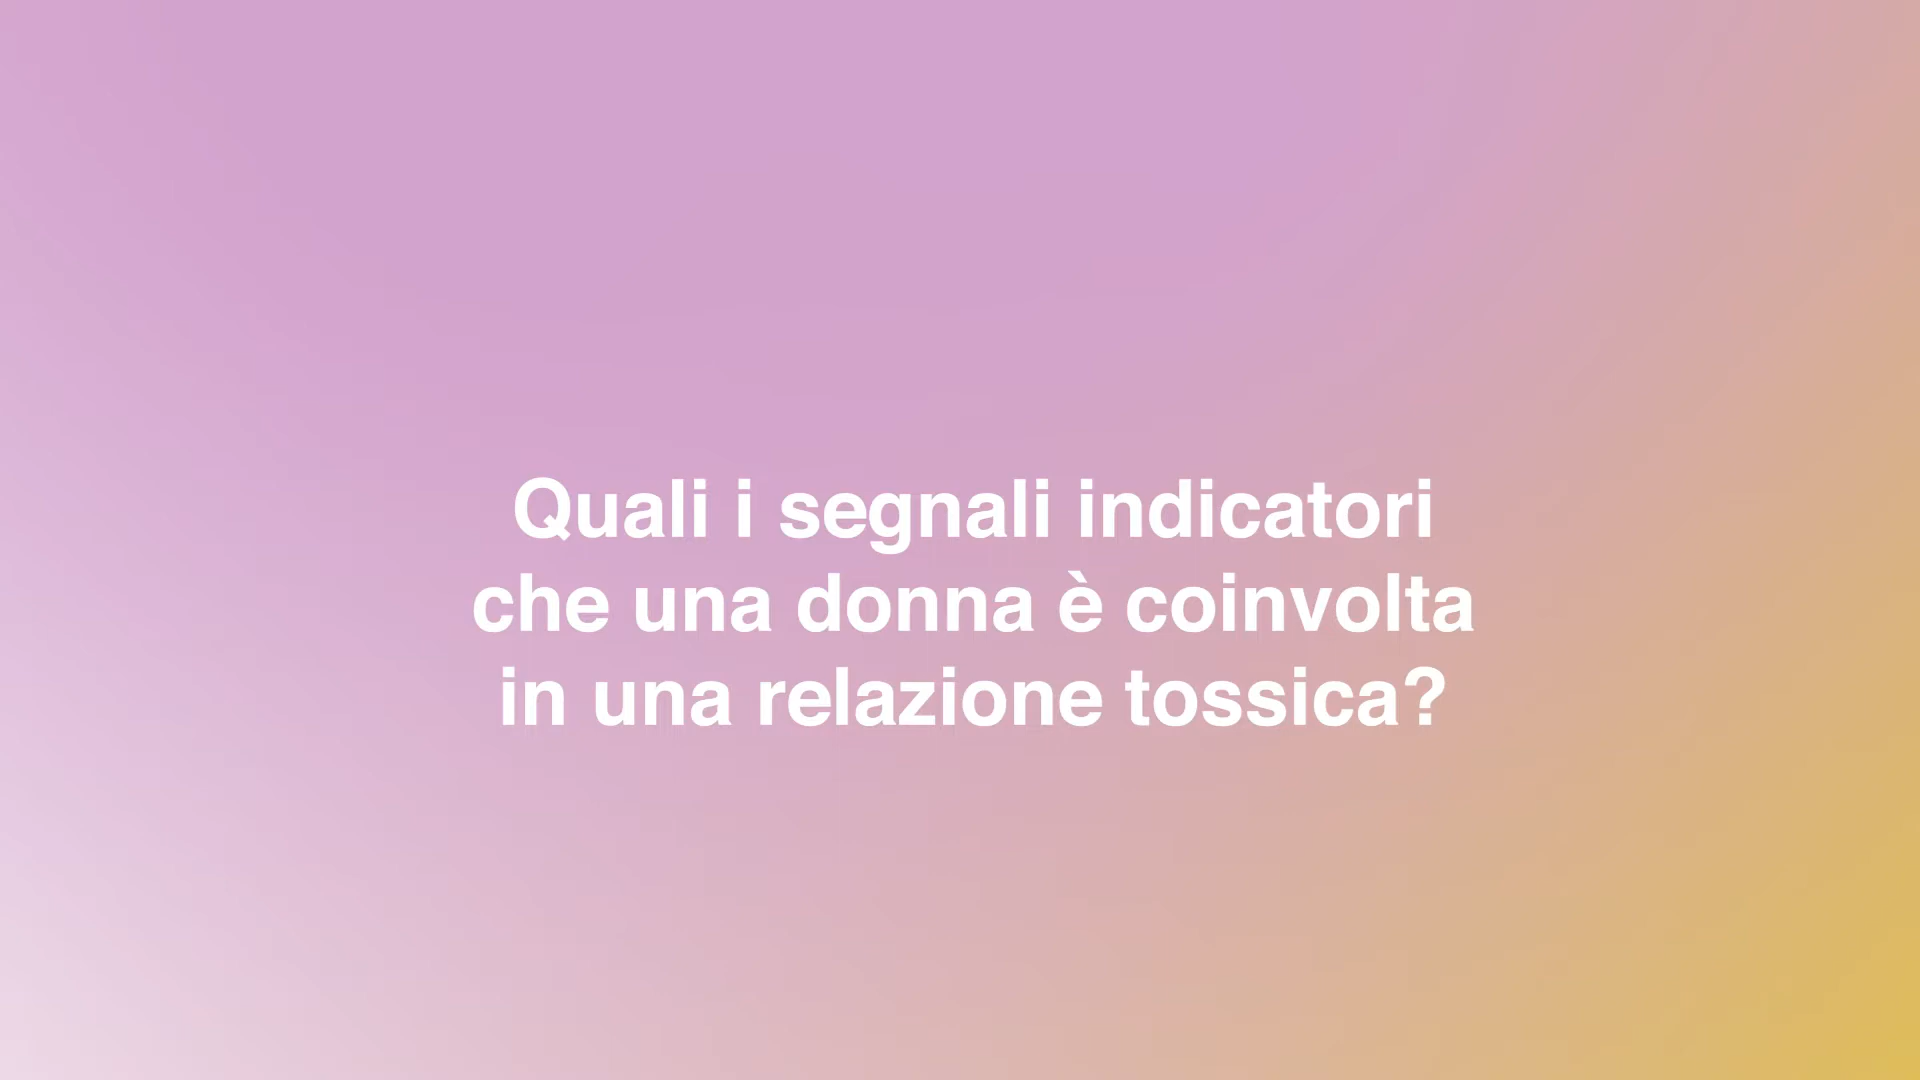 Quali i segnali indicatori
che una donna è coinvolta
in una relazione tossica?